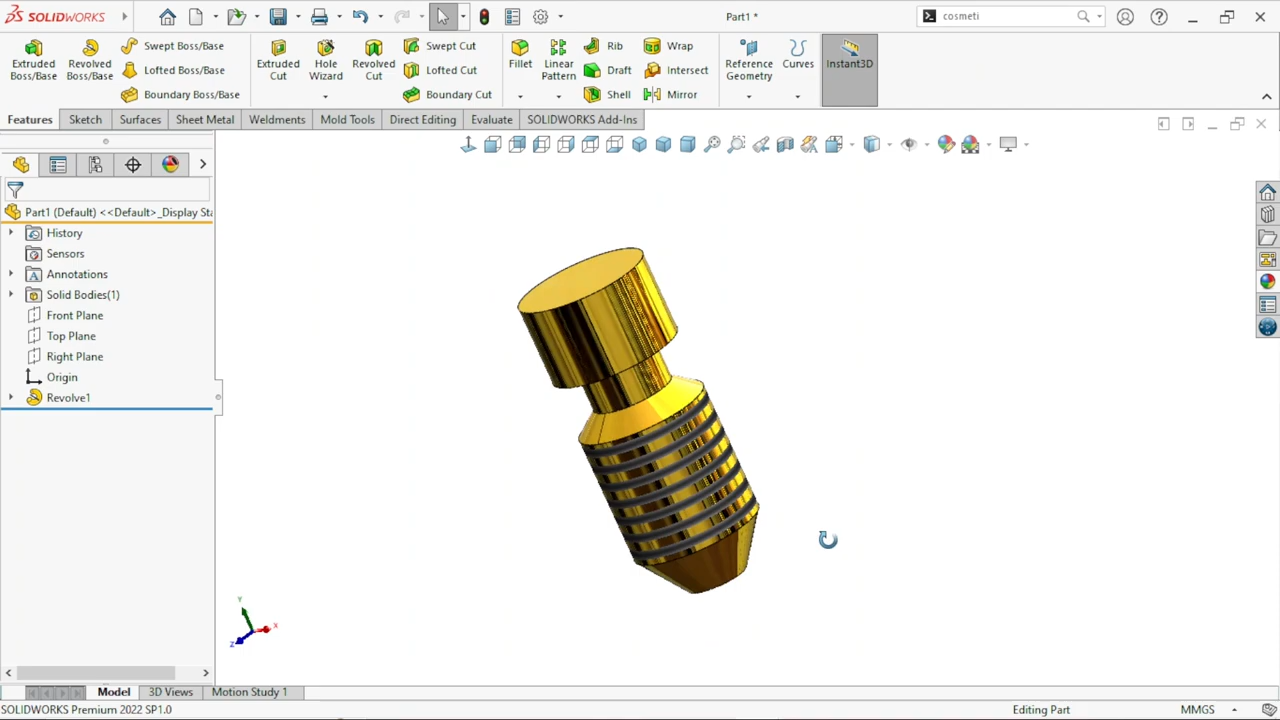 SOLIDWORKS
Part1 *
cosmeti
Extruded Boss/Base
Revolved Boss/Base
Swept Boss/Base
Lofted Boss/Base
Boundary Boss/Base
Extruded Cut
Hole Wizard
Revolved Cut
Swept Cut
Lofted Cut
Boundary Cut
Fillet
Linear Pattern
Rib
Draft
Shell
Wrap
Intersect
Mirror
Reference Geometry
Curves
Instant3D
Features
Sketch
Surfaces
Sheet Metal
Weldments
Mold Tools
Direct Editing
Evaluate
SOLIDWORKS Add-Ins
Part1 (Default) <<Default>_Display Sta
History
Sensors
Annotations
Solid Bodies(1)
Front Plane
Top Plane
Right Plane
Origin
Revolve1
Y
X
Z
Model
3D Views
Motion Study 1
SOLIDWORKS Premium 2022 SP1.0
Editing Part
MMGS